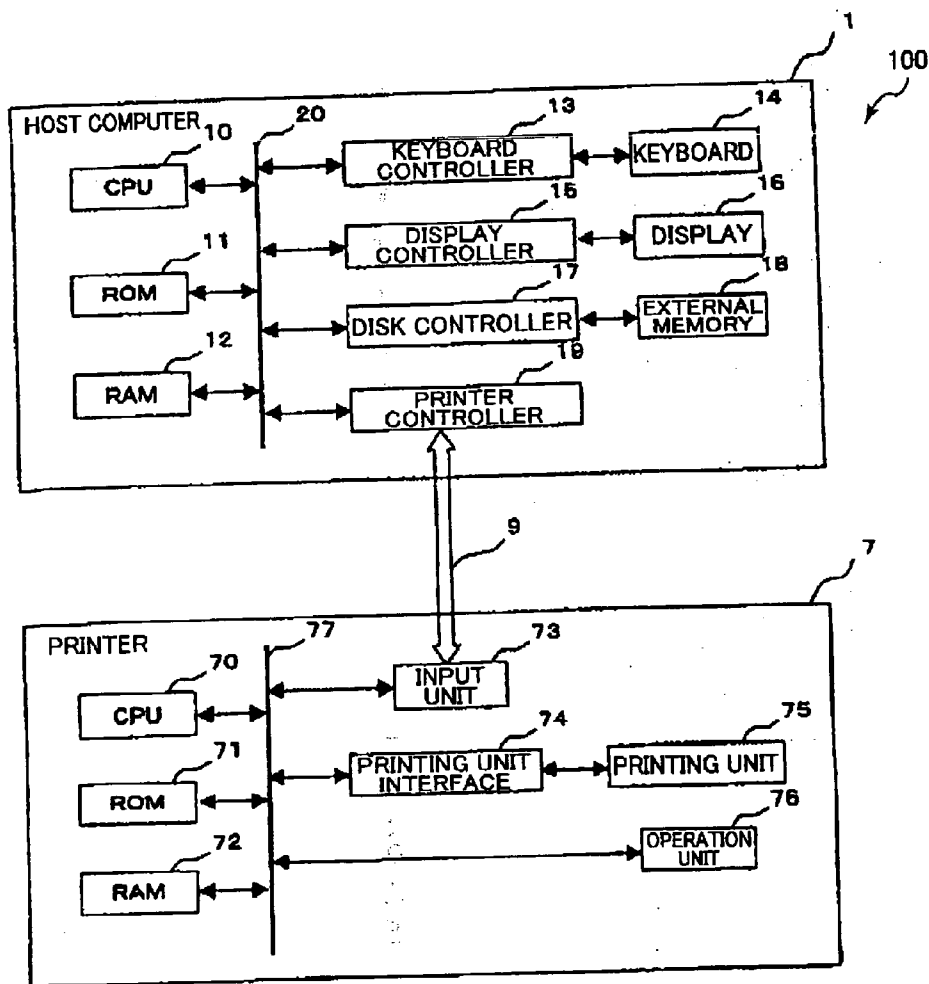 1
100
HOST COMPUTER
10
20
13
14
CPU
KEYBOARD
CONTROLLER
KEYBOARD
15
16
DISPLAY
CONTROLLER
DISPLAY
11
17
18
ROM
DISK CONTROLLER
EXTERNAL
MEMORY
12
19
RAM
PRINTER
CONTROLLER
9
7
PRINTER
77
73
70
INPUT
UNIT
CPU
74
75
71
PRINTING UNIT
INTERFACE
PRINTING UNIT
ROM
76
72
OPERATION
UNIT
RAM